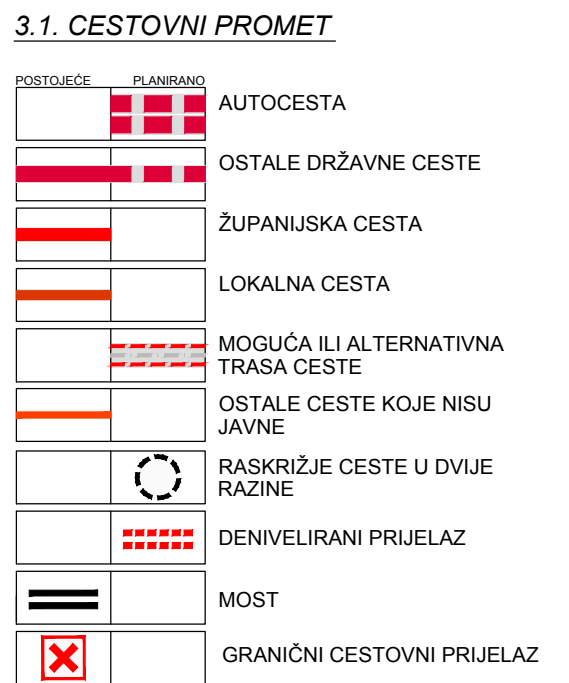 3.1. CESTOVNI PROMET
POSTOJEĆE PLANIRANO
AUTOCESTA
OSTALE DRŽAVNE CESTE
ŽUPANIJSKA CESTA
LOKALNA CESTA
MOGUĆA ILI ALTERNATIVNA
TRASA CESTE
OSTALE CESTE KOJE NISU
JAVNE
RASKRIŽJE CESTE U DVIJE
RAZINE
DENIVELIRANI PRIJELAZ
MOST
GRANIČNI CESTOVNI PRIJELAZ